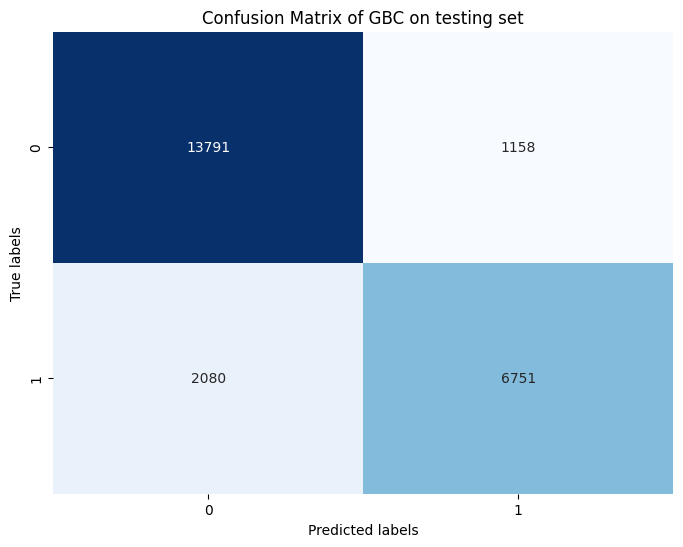 Confusion Matrix of GBC on testing set
True labels
0
13791
1158
1
2080
6751
0
1
Predicted labels